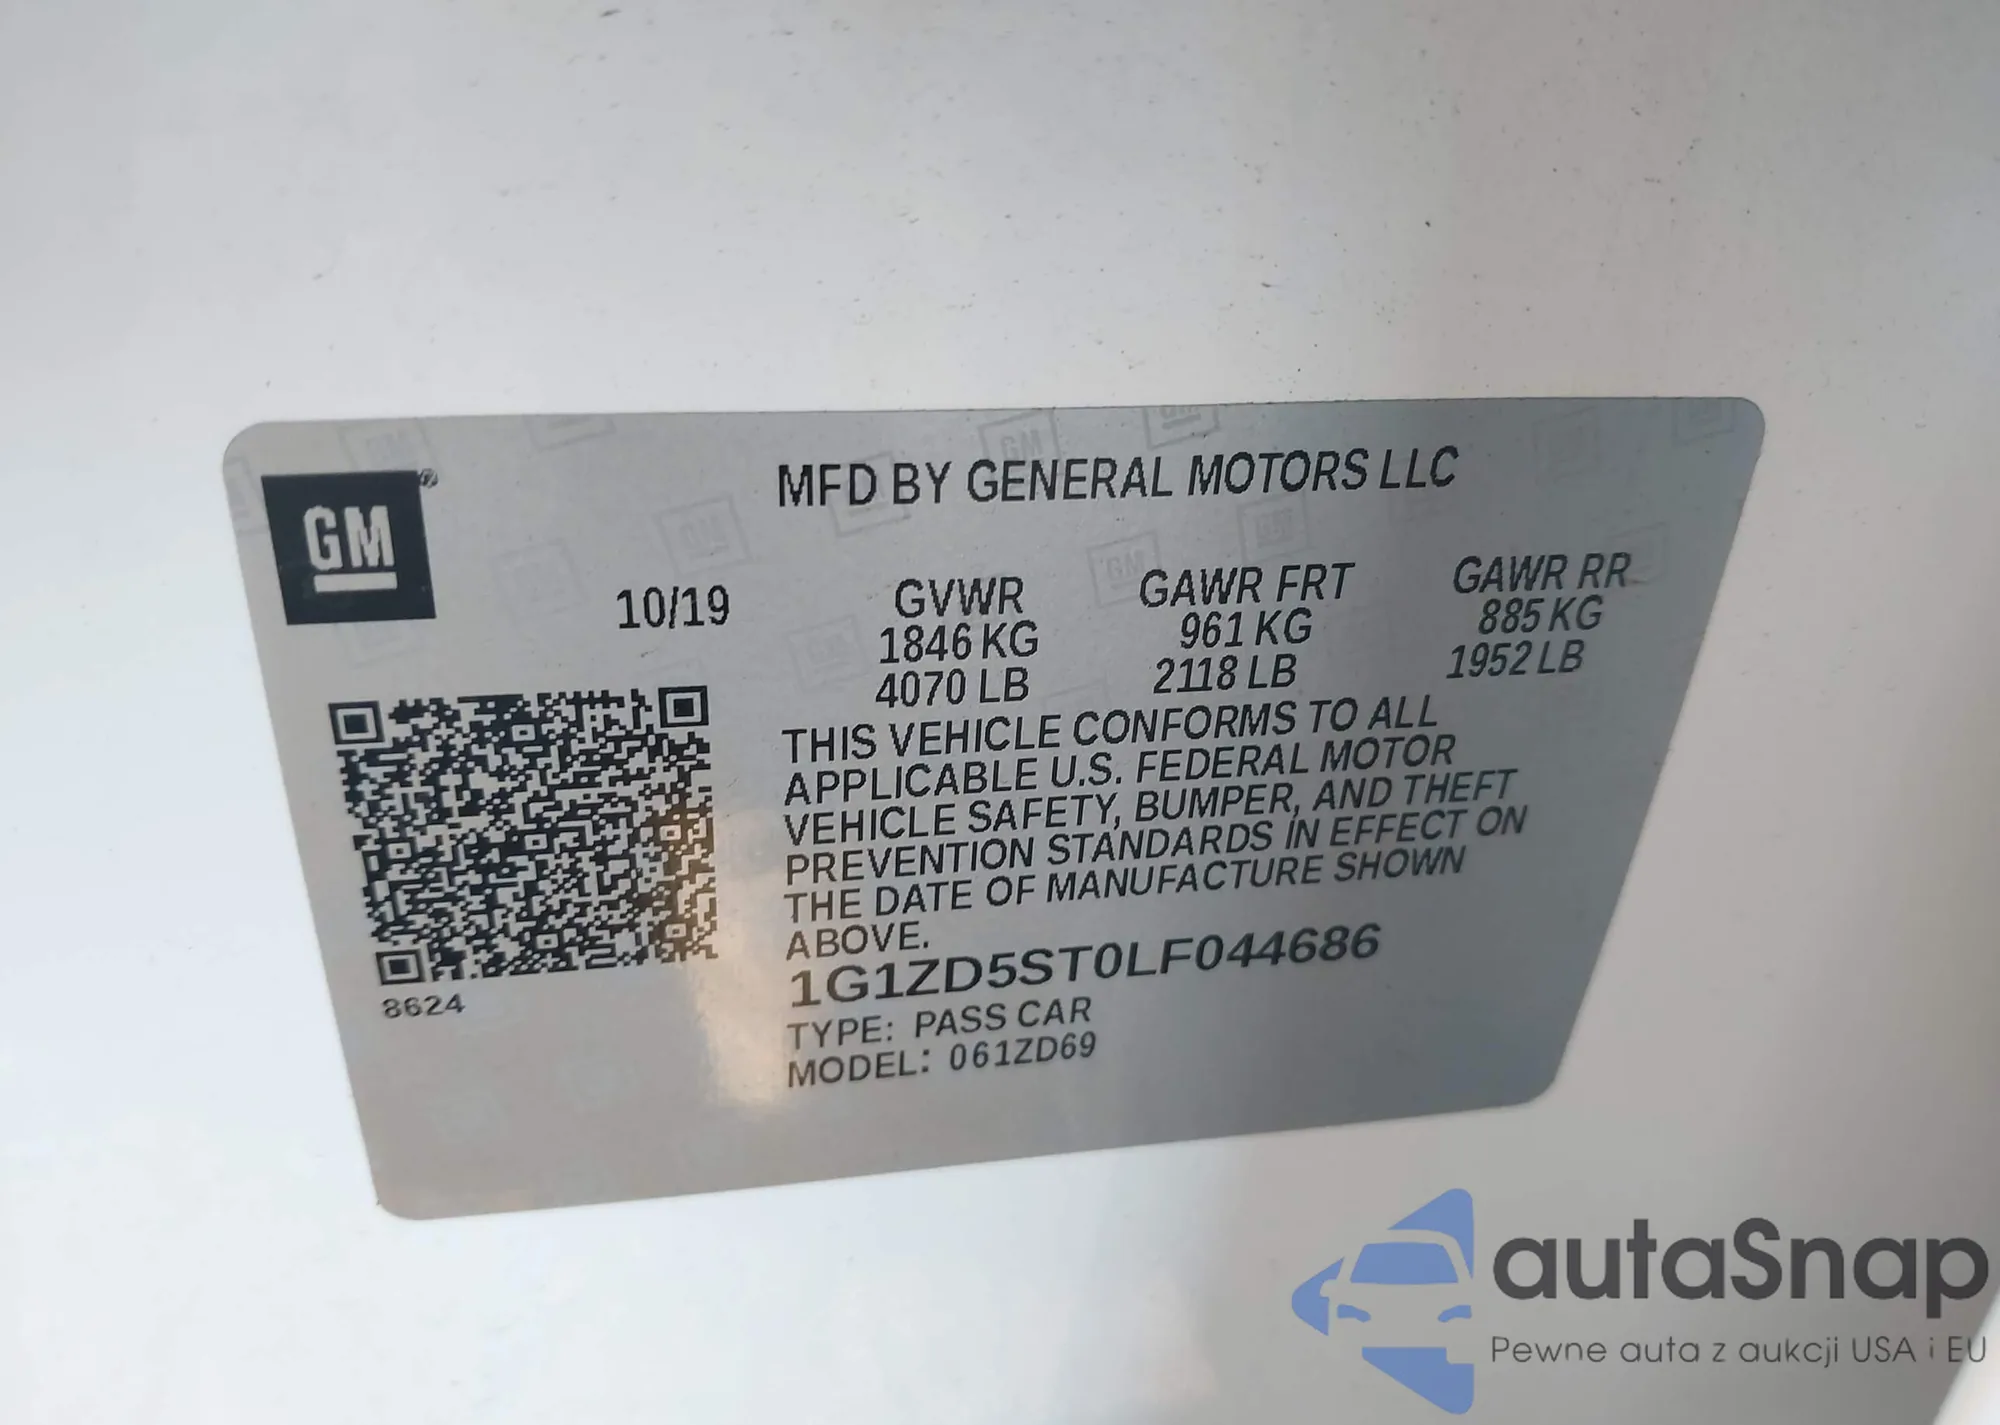 GM
®
MFD BY GENERAL MOTORS LLC
10/19
GVWR
1846 KG
4070 LB
GAWR FRT
961 KG
2118 LB
GAWR RR
885 KG
1952 LB
THIS VEHICLE CONFORMS TO ALL
APPLICABLE U.S. FEDERAL MOTOR
VEHICLE SAFETY, BUMPER, AND THEFT
PREVENTION STANDARDS IN EFFECT ON
THE DATE OF MANUFACTURE SHOWN
ABOVE.
1G1ZD5ST0LF044686
TYPE: PASS CAR
MODEL: 061ZD69
8624
autaSnap
Pewne auta z aukcji USA i EU